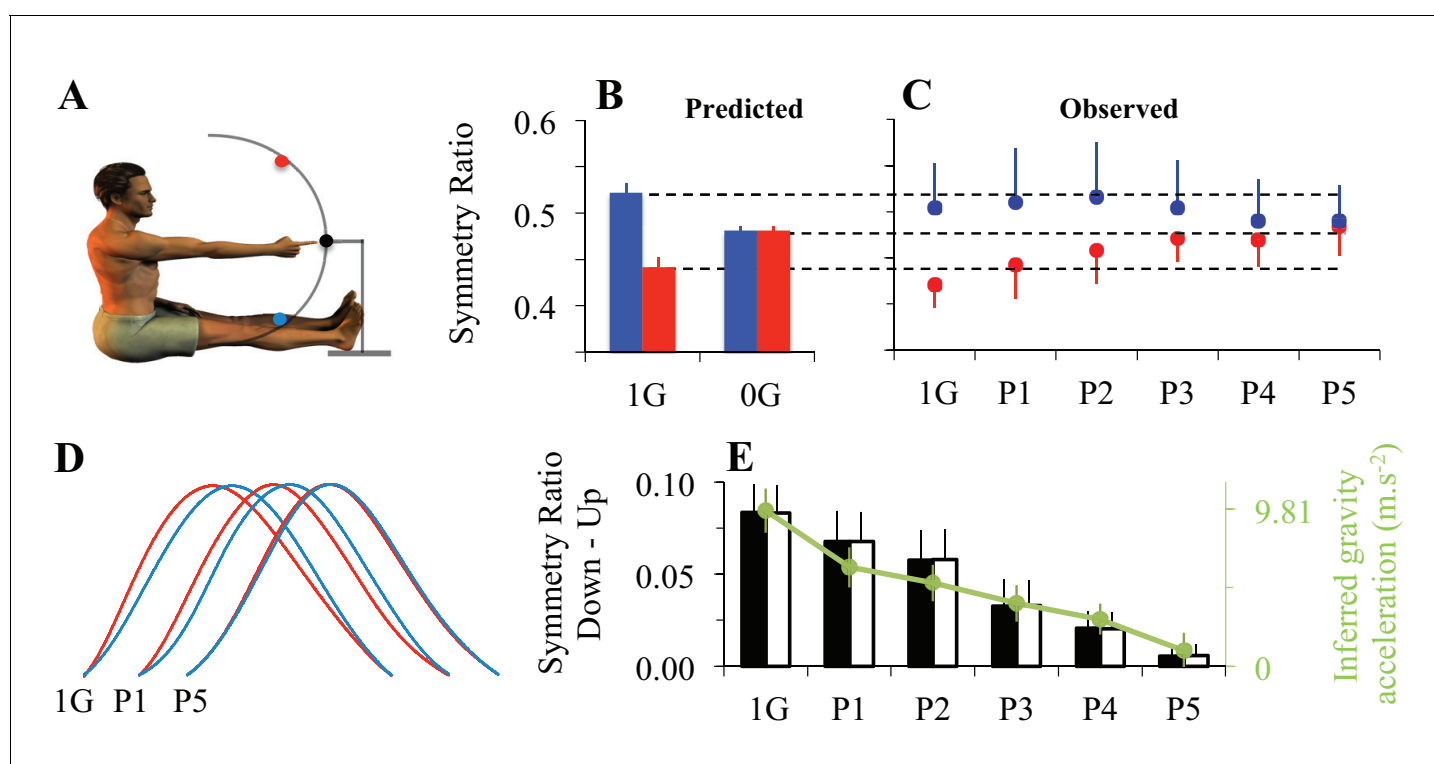 A
B
Predicted
C
Observed
Symmetry Ratio
0.6
0.5
0.4
1G
0G
1G
P1
P2
P3
P4
P5
D
1G
P1
P5
E
Symmetry Ratio
Down - Up
0.10
0.05
0.00
1G
P1
P2
P3
P4
P5
9.81
0
Inferred gravity
acceleration (m.s⁻²)